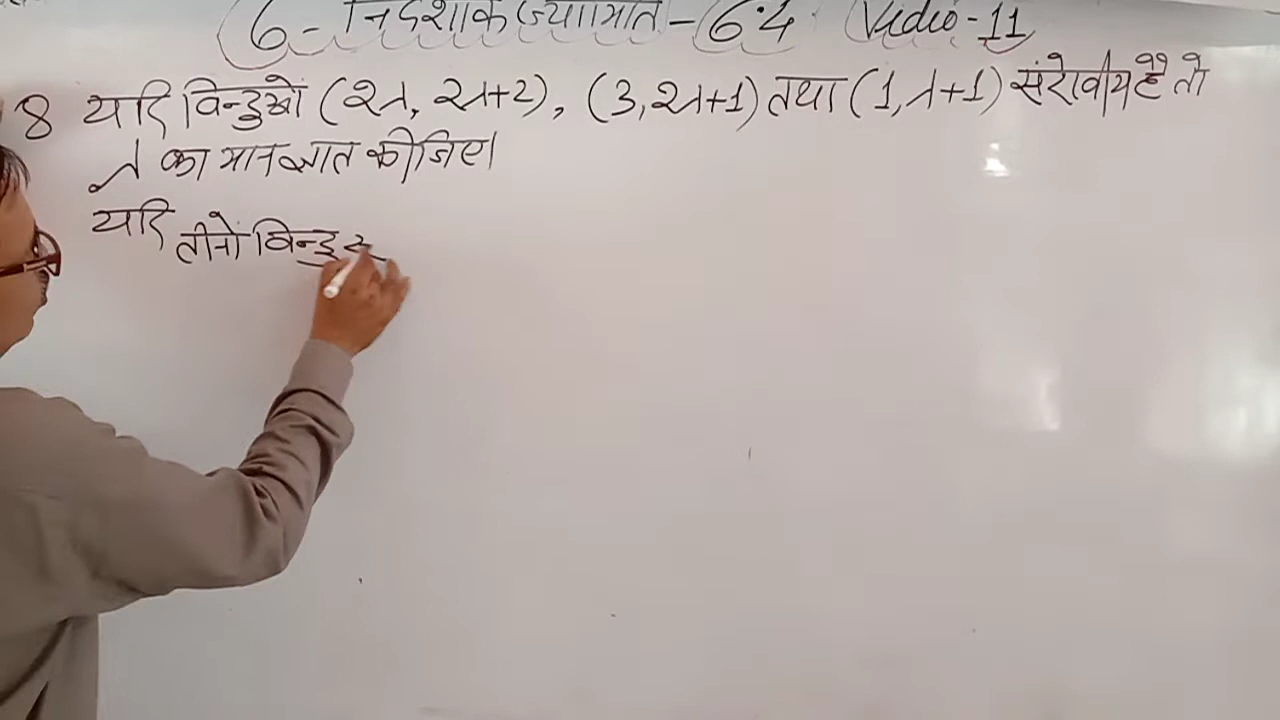 6- निर्देशांक ज्यामिति - 6.4 Video-11
8 यदि बिन्दुओं (2λ, 2λ+2), (3, 2λ+1) तथा (1, λ+1) संरेखीय है तो
λ का मान ज्ञात कीजिए।
यदि तीनों बिन्दु